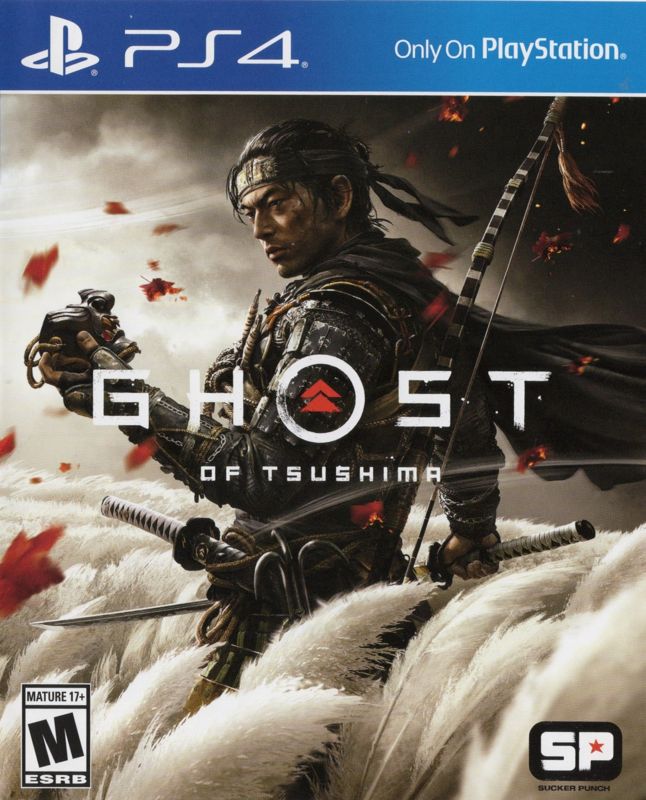 PS4
Only On PlayStation
GHOST
OF TSUSHIMA
MATURE 17+
M
ESRB
SP
SUCKER PUNCH